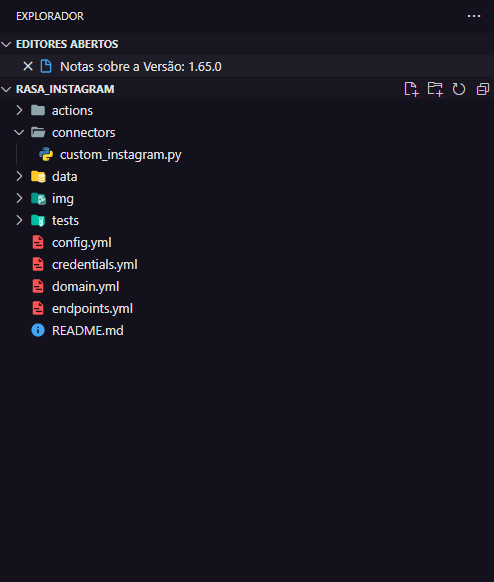 EXPLORADOR
EDITORES ABERTOS
Notas sobre a Versão: 1.65.0
RASA_INSTAGRAM
actions
connectors
custom_instagram.py
data
img
tests
config.yml
credentials.yml
domain.yml
endpoints.yml
README.md